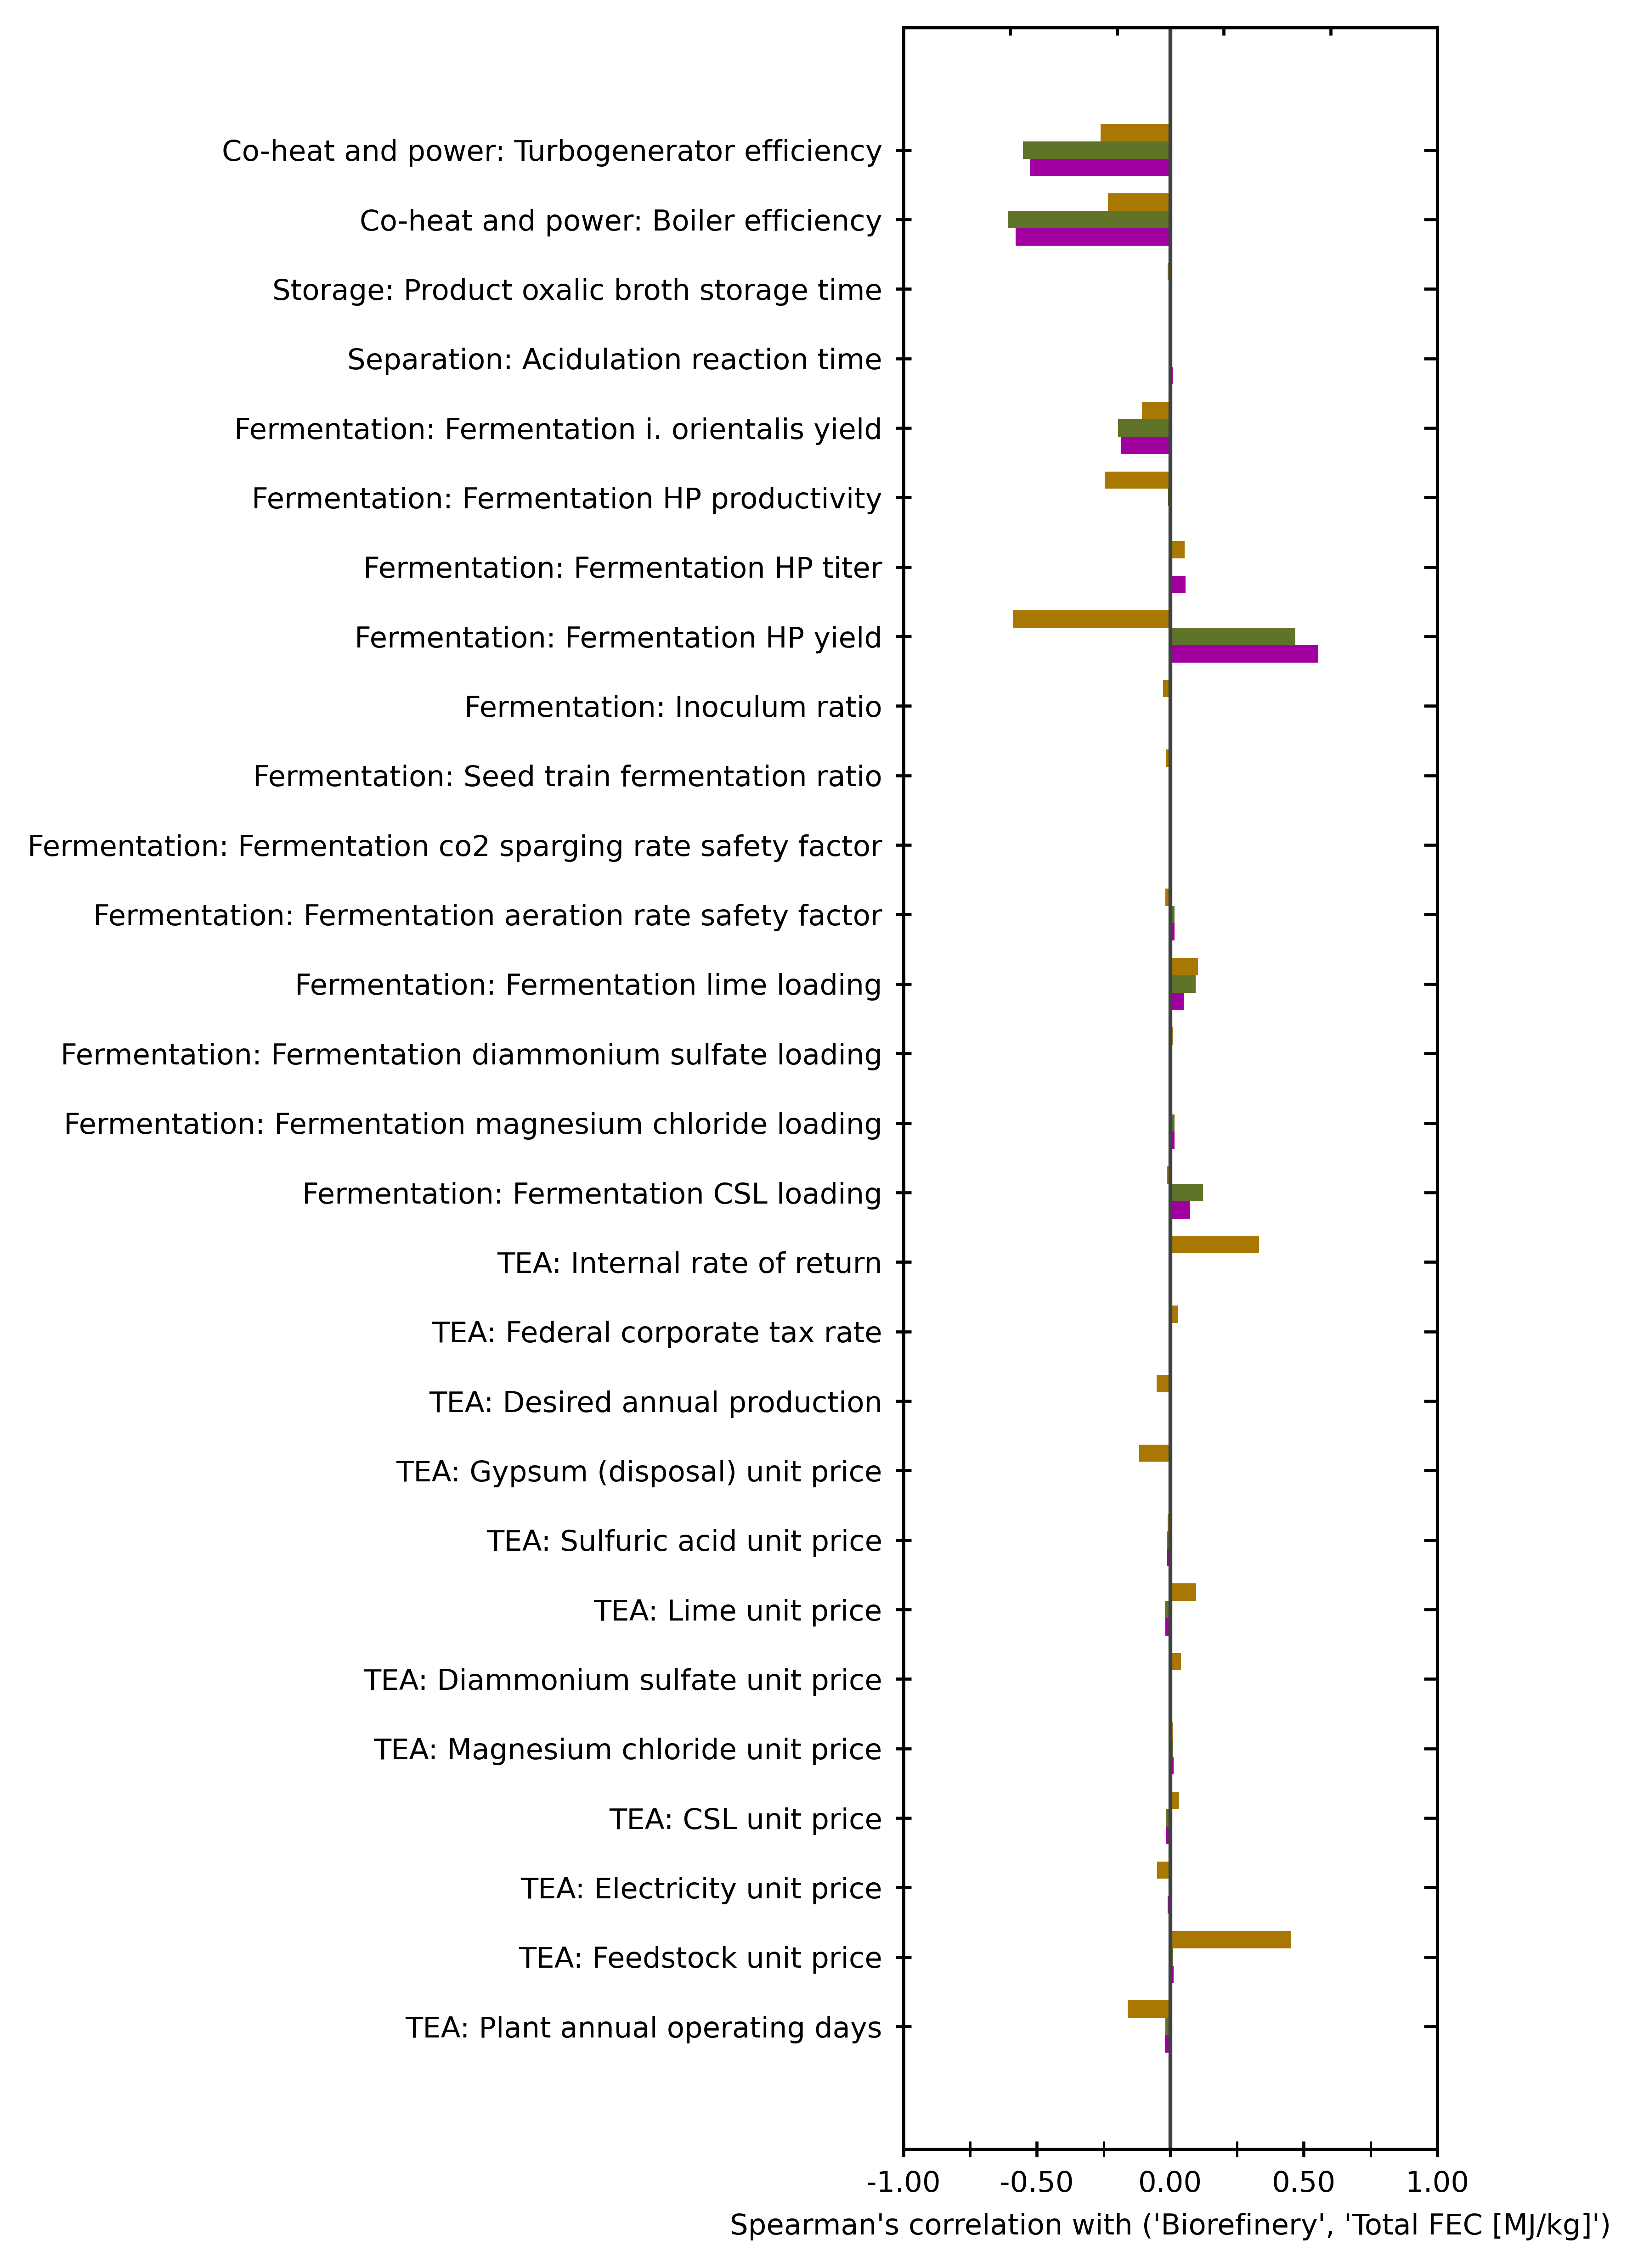 Co-heat and power: Turbogenerator efficiency
Co-heat and power: Boiler efficiency
Storage: Product oxalic broth storage time
Separation: Acidulation reaction time
Fermentation: Fermentation i. orientalis yield
Fermentation: Fermentation HP productivity
Fermentation: Fermentation HP titer
Fermentation: Fermentation HP yield
Fermentation: Inoculum ratio
Fermentation: Seed train fermentation ratio
Fermentation: Fermentation co2 sparging rate safety factor
Fermentation: Fermentation aeration rate safety factor
Fermentation: Fermentation lime loading
Fermentation: Fermentation diammonium sulfate loading
Fermentation: Fermentation magnesium chloride loading
Fermentation: Fermentation CSL loading
TEA: Internal rate of return
TEA: Federal corporate tax rate
TEA: Desired annual production
TEA: Gypsum (disposal) unit price
TEA: Sulfuric acid unit price
TEA: Lime unit price
TEA: Diammonium sulfate unit price
TEA: Magnesium chloride unit price
TEA: CSL unit price
TEA: Electricity unit price
TEA: Feedstock unit price
TEA: Plant annual operating days
-1.00 -0.50 0.00 0.50 1.00
Spearman's correlation with ('Biorefinery', 'Total FEC [MJ/kg]')